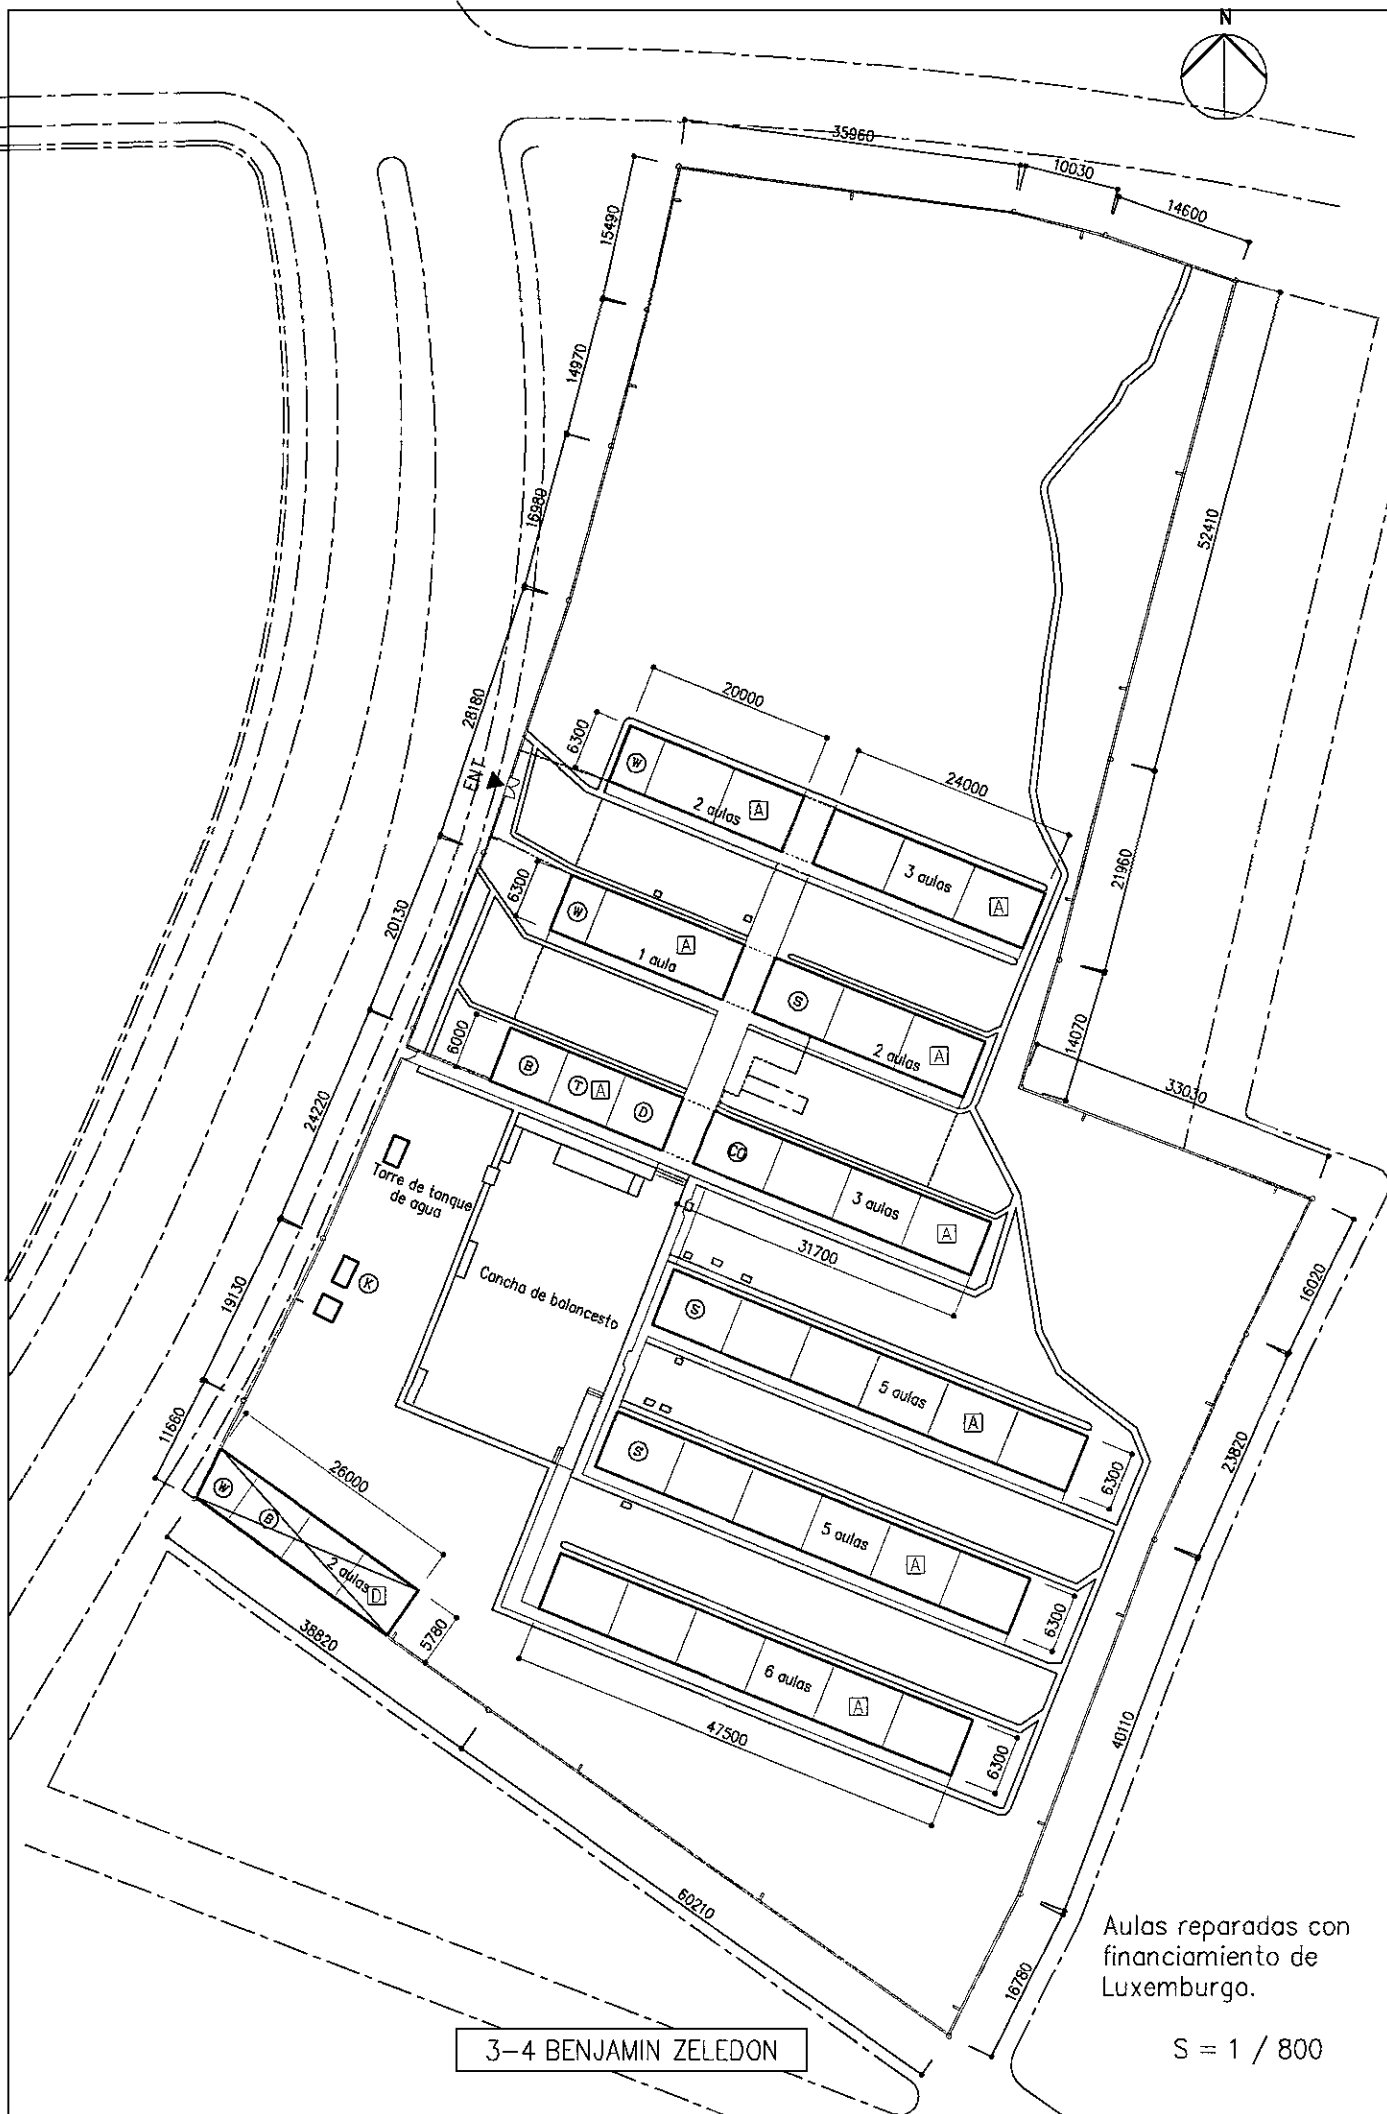 N
35960
10030
14600
15490
14970
16980
52410
28180
20000
6300
ENT
W
2 aulas
A
24000
3 aulas
A
21960
6300
W
A
1 aula
20130
S
2 aulas
A
14070
33030
6000
B
T
A
D
24220
CO
3 aulas
A
Torre de tanque
de agua
31700
K
19130
Cancha de baloncesto
S
16020
5 aulas
A
6300
11660
26000
S
23820
W
B
5 aulas
A
2 aulas
D
6300
38820
5780
6 aulas
A
47500
6300
40110
60210
16780
Aulas reparadas con
financiamiento de
Luxemburgo.
3-4 BENJAMIN ZELEDON
S = 1 / 800